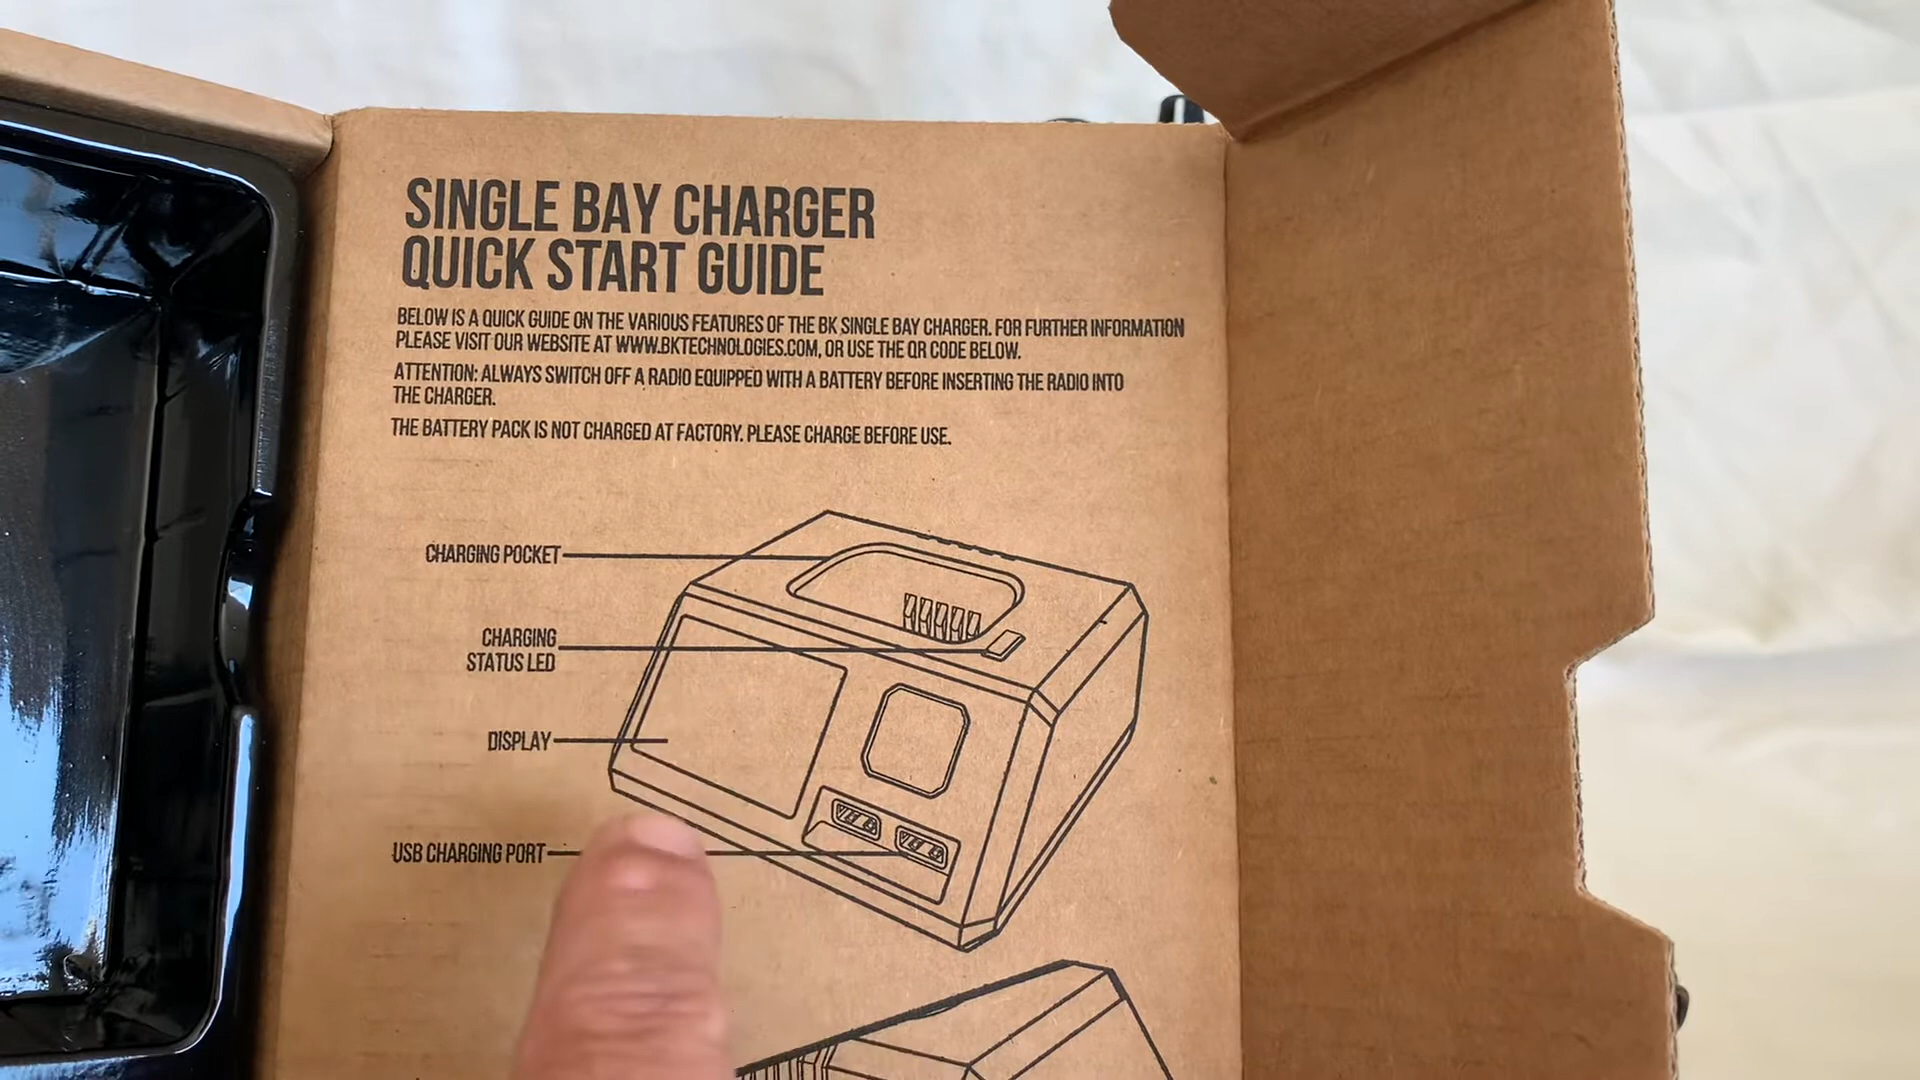 SINGLE BAY CHARGER
QUICK START GUIDE
BELOW IS A QUICK GUIDE ON THE VARIOUS FEATURES OF THE BK SINGLE BAY CHARGER. FOR FURTHER INFORMATION
PLEASE VISIT OUR WEBSITE AT WWW.BKTECHNOLOGIES.COM, OR USE THE QR CODE BELOW.
ATTENTION: ALWAYS SWITCH OFF A RADIO EQUIPPED WITH A BATTERY BEFORE INSERTING THE RADIO INTO
THE CHARGER.
THE BATTERY PACK IS NOT CHARGED AT FACTORY. PLEASE CHARGE BEFORE USE.
CHARGING POCKET
CHARGING
STATUS LED
DISPLAY
USB CHARGING PORT